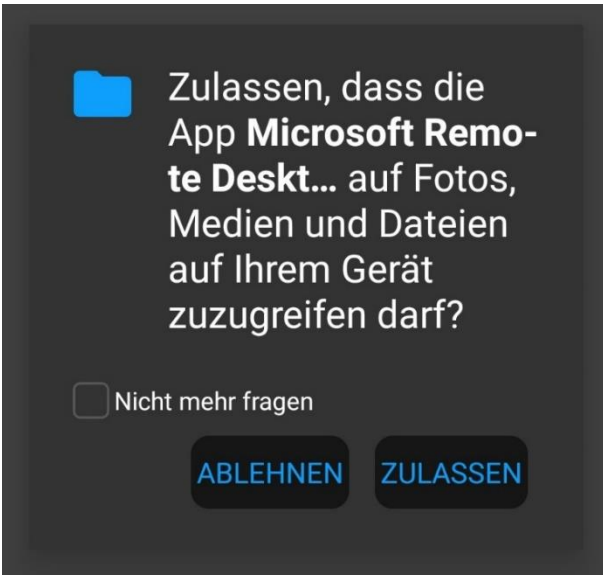 Zulassen, dass die
App Microsoft Remo-
te Deskt... auf Fotos,
Medien und Dateien
auf Ihrem Gerät
zuzugreifen darf?
Nicht mehr fragen
ABLEHNEN ZULASSEN